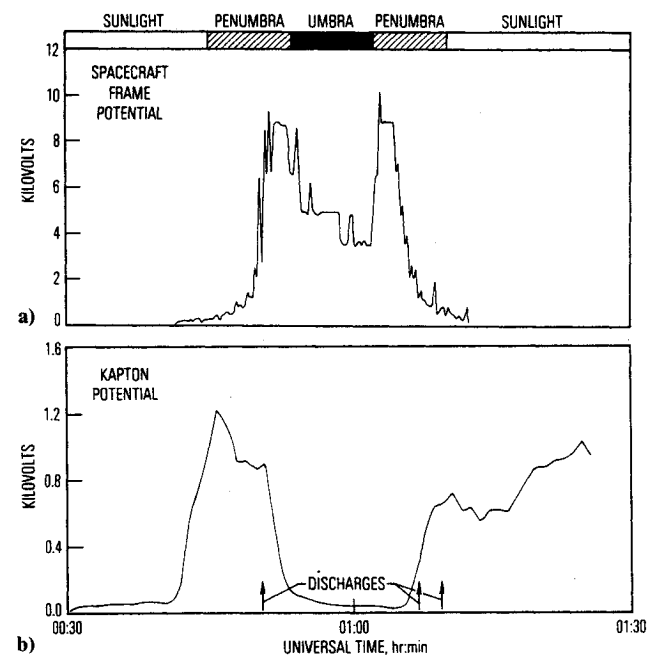 SUNLIGHT PENUMBRA UMBRA PENUMBRA SUNLIGHT
12
SPACECRAFT
FRAME
POTENTIAL
10
8
6
4
2
0
KILOVOLTS
a)
1.6
KAPTON
POTENTIAL
1.2
0.8
0.4
0.0
KILOVOLTS
DISCHARGES
b)
00:30 01:00 01:30
UNIVERSAL TIME, hr:min